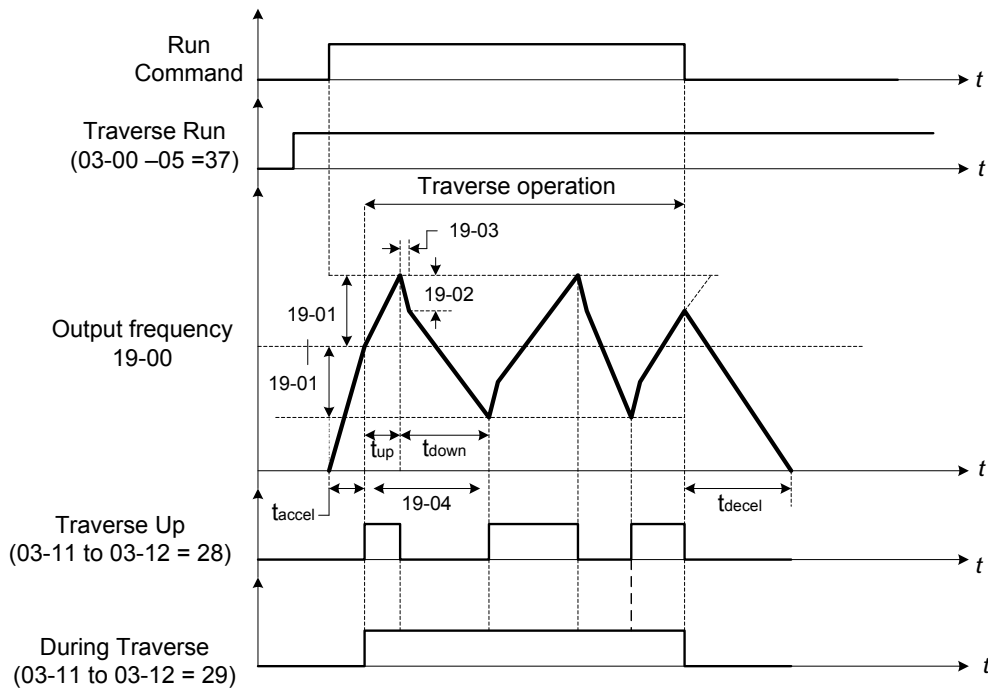 Run
Command
t
Traverse Run
(03-00 –05 =37)
t
Traverse operation
19-03
19-02
19-01
Output frequency
19-00
19-01
tup
tdown
t
taccel
19-04
tdecel
Traverse Up
(03-11 to 03-12 = 28)
t
During Traverse
(03-11 to 03-12 = 29)
t